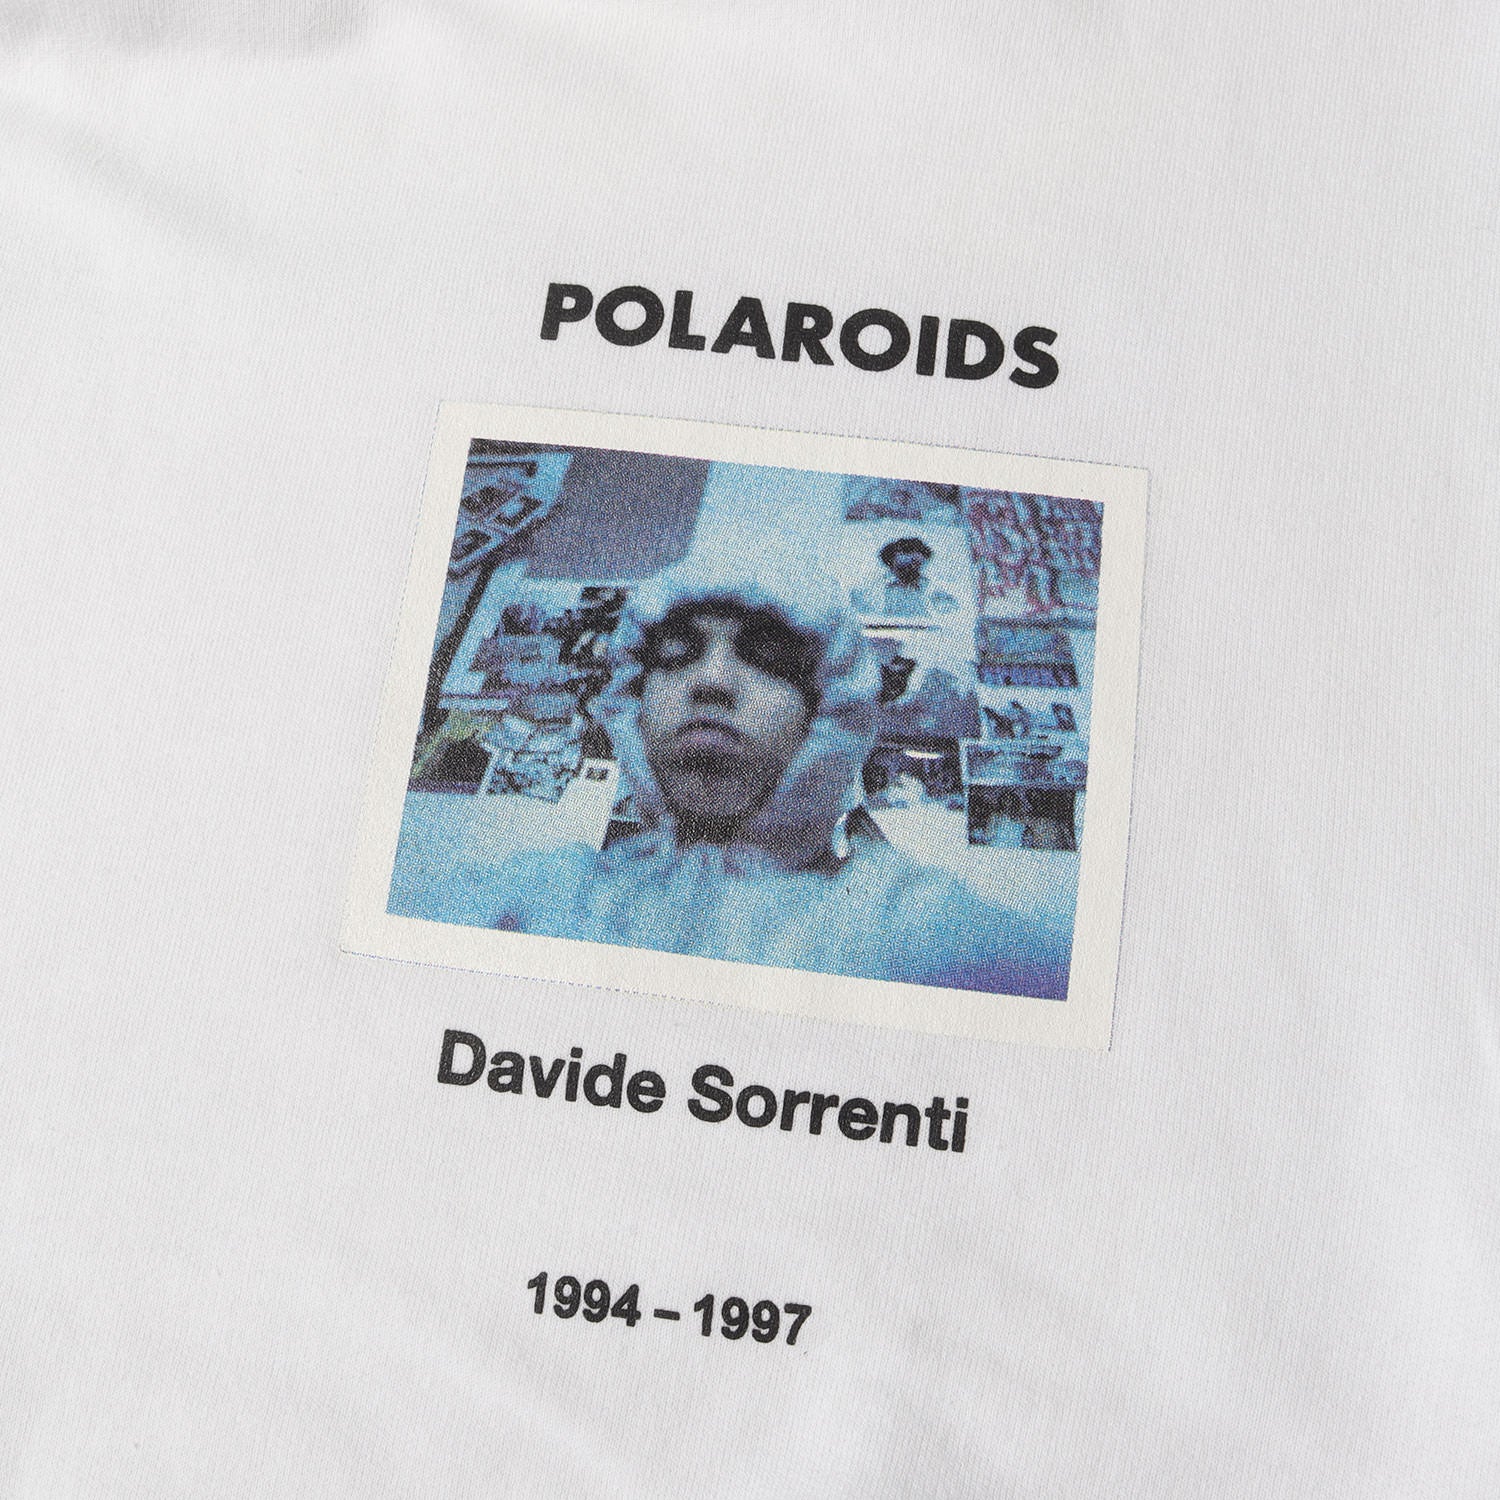 POLAROIDS
Davide Sorrenti
1994 – 1997